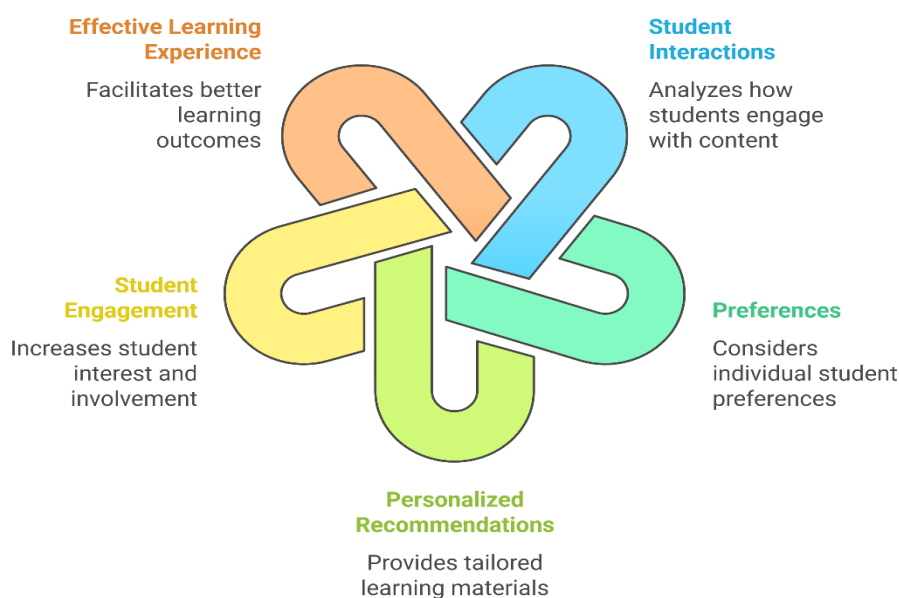 Effective Learning
Experience
Facilitates better
learning
outcomes
Student
Interactions
Analyzes how
students engage
with content
Student
Engagement
Increases student
interest and
involvement
Preferences
Considers
individual student
preferences
Personalized
Recommendations
Provides tailored
learning materials